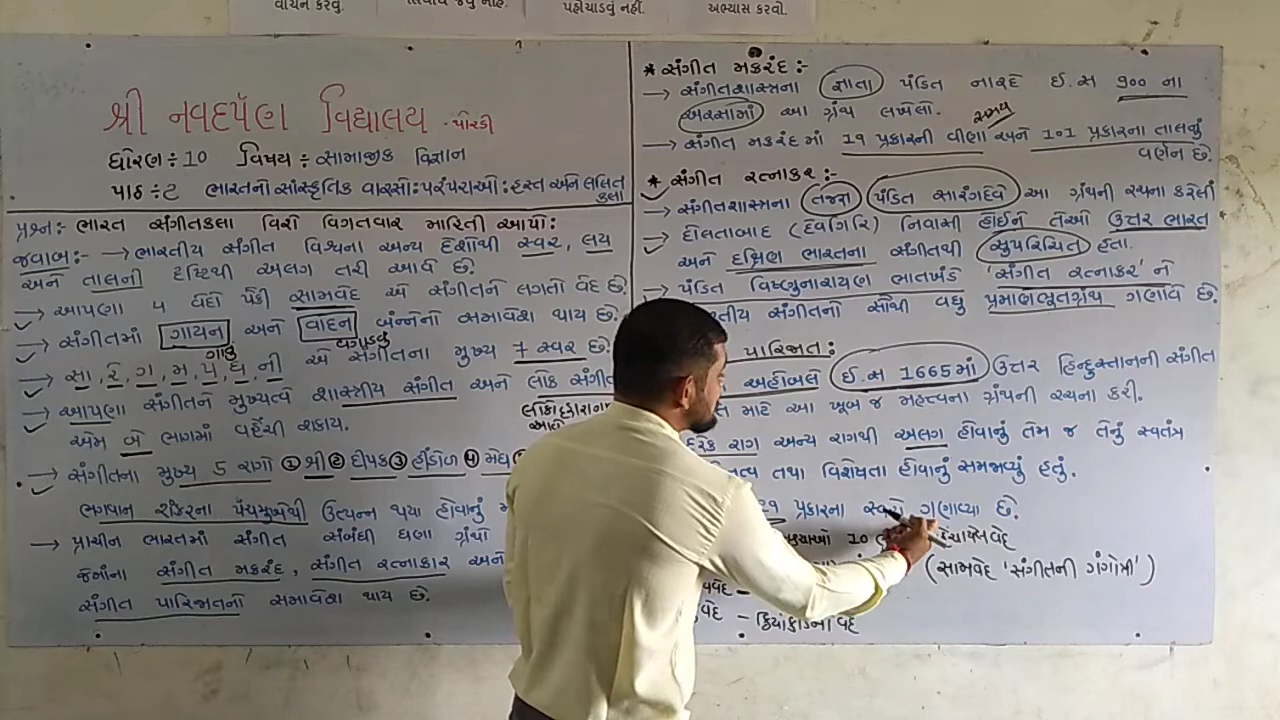 વાચન કરવુ.
પહોચાડવું નહીં.
અભ્યાસ કરવો.
શ્રી નવદર્પણ વિદ્યાલય - પોરડી
ધોરણ ÷ 10 વિષય ÷ સામાજીક વિજ્ઞાન
પાઠ ÷ ૨ ભારતનો સાંસ્કૃતિક વારસો : પરંપરાઓ : હસ્ત અને લલિત કલા
પ્રશ્ન :- ભારત સંગીતકલા વિશે વિગતવાર માહિતી આપો :
જવાબ :- → ભારતીય સંગીત વિશ્વના અન્ય દેશોથી સ્વર, લય
અને તાલની દૃષ્ટિથી અલગ તરી આવે છે.
→ આપણા ૪ વેદો પૈકી સામવેદ એ સંગીતને લગતો વેદ છે.
→ સંગીતમાં ગાયન અને વાદન બંન્નેનો સમાવેશ થાય છે.
ગાવું વગાડવું
→ સા, રે, ગ, મ, પ, ધ, ની એ સંગીતના મુખ્ય 7 સ્વર છે.
→ આપણા સંગીતને મુખ્યત્વે શાસ્ત્રીય સંગીત અને લોક સંગીત
એમ બે ભાગમાં વહેંચી શકાય.
→ સંગીતના મુખ્ય 5 રાગો ① શ્રી ② દીપક ③ હીંડોળ ④ મેઘ
ભગવાન શંકરના પંચમુખેથી ઉત્પન્ન થયા હોવાનું
→ પ્રાચીન ભારતમાં સંગીત સંબંધી ઘણા ગ્રંથો
જેમાંના સંગીત મકરંદ, સંગીત રત્નાકર અને
સંગીત પારિજાતનો સમાવેશ થાય છે.
* સંગીત મકરંદ :-
→ સંગીતશાસ્ત્રના જ્ઞાતા પંડિત નારદે ઈ.સ 900 ના
અરસામાં આ ગ્રંથ લખેલો.
સમય
→ સંગીત મકરંદ માં 19 પ્રકારની વીણા અને 101 પ્રકારના તાલનું
વર્ણન છે.
* સંગીત રત્નાકર :-
→ સંગીતશાસ્ત્રના તજજ્ઞ પંડિત સારંગદેવે આ ગ્રંથની રચના કરેલી
→ દોલતાબાદ (દેવગિરિ) નિવાસી હોઈને તેઓ ઉત્તર ભારત
અને દક્ષિણ ભારતના સંગીતથી સુપરિચિત હતા.
→ પંડિત વિષ્ણુનારાયણ ભાતખંડે 'સંગીત રત્નાકર' ને
સંગીતનો સૌથી વધુ પ્રમાણભૂતગ્રંથ ગણાવે છે.
પારિજાત :
અહોબલે ઈ.સ 1665માં ઉત્તર હિન્દુસ્તાનની સંગીત
માટે આ ખૂબ જ મહત્ત્વના ગ્રંથની રચના કરી.
દરેક રાગ અન્ય રાગથી અલગ હોવાનું તેમ જ તેનું સ્વતંત્ર
તથા વિશેષતા હોવાનું સમજાવ્યું હતું.
પ્રકારના સ્વરો ગણાવ્યા છે.
10
(સામવેદ 'સંગીતની ગંગોત્રી')
- ક્રિયાકાંડના વેદ